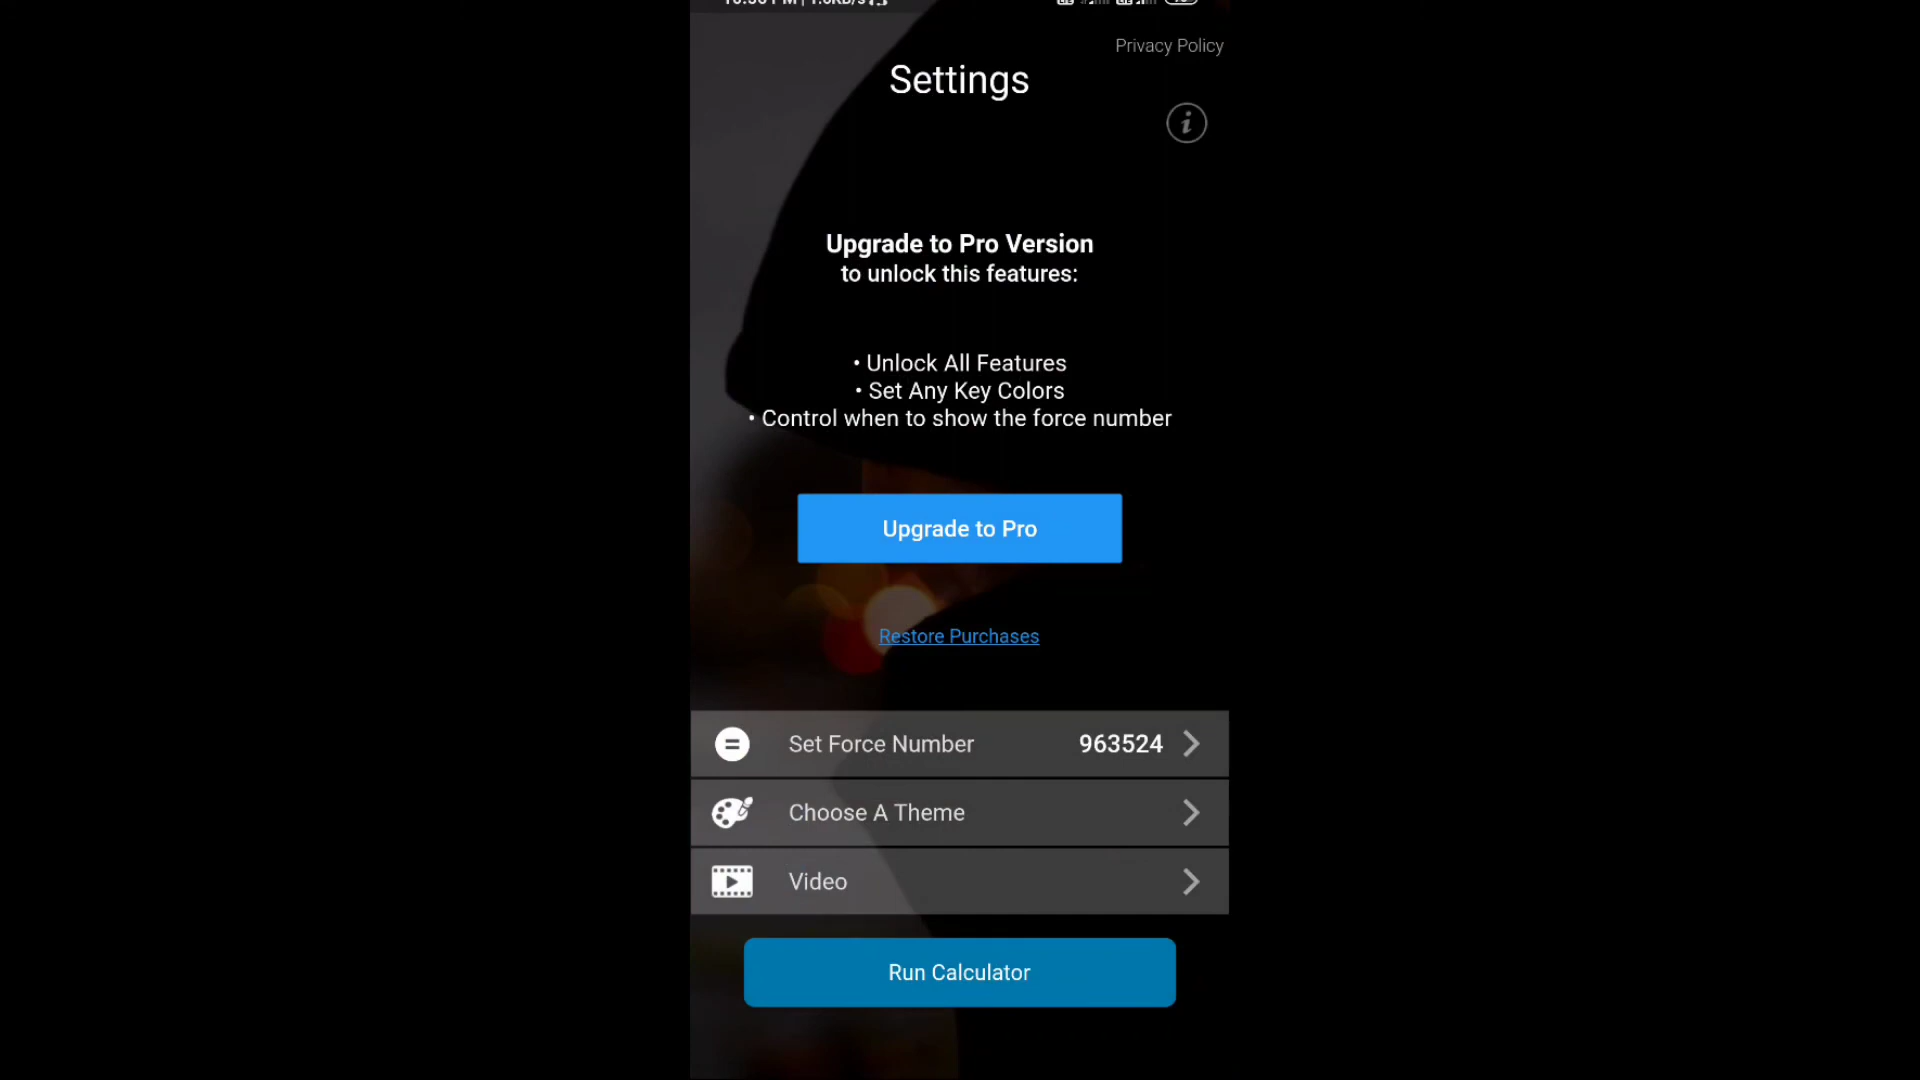 Privacy Policy
Settings
Upgrade to Pro Version
to unlock this features:
• Unlock All Features
• Set Any Key Colors
• Control when to show the force number
Upgrade to Pro
Restore Purchases
Set Force Number 963524
Choose A Theme
Video
Run Calculator